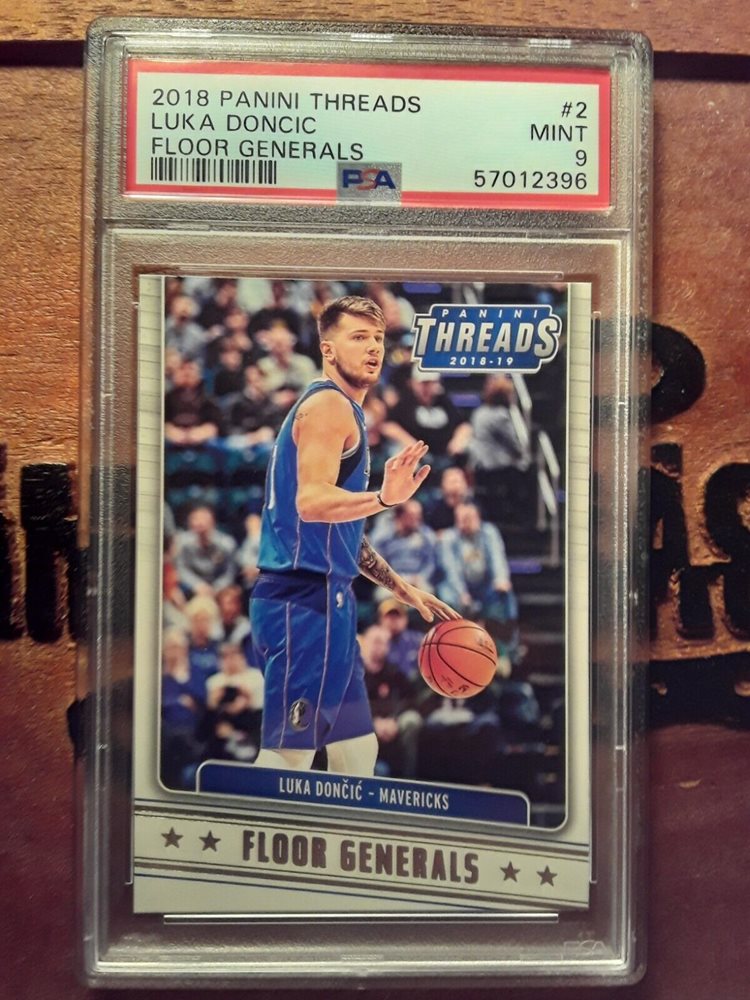 2018 PANINI THREADS #2
LUKA DONCIC MINT
FLOOR GENERALS 9
PSA 57012396
PANINI
THREADS
2018-19
LUKA DONČIĆ - MAVERICKS
FLOOR GENERALS
PSA